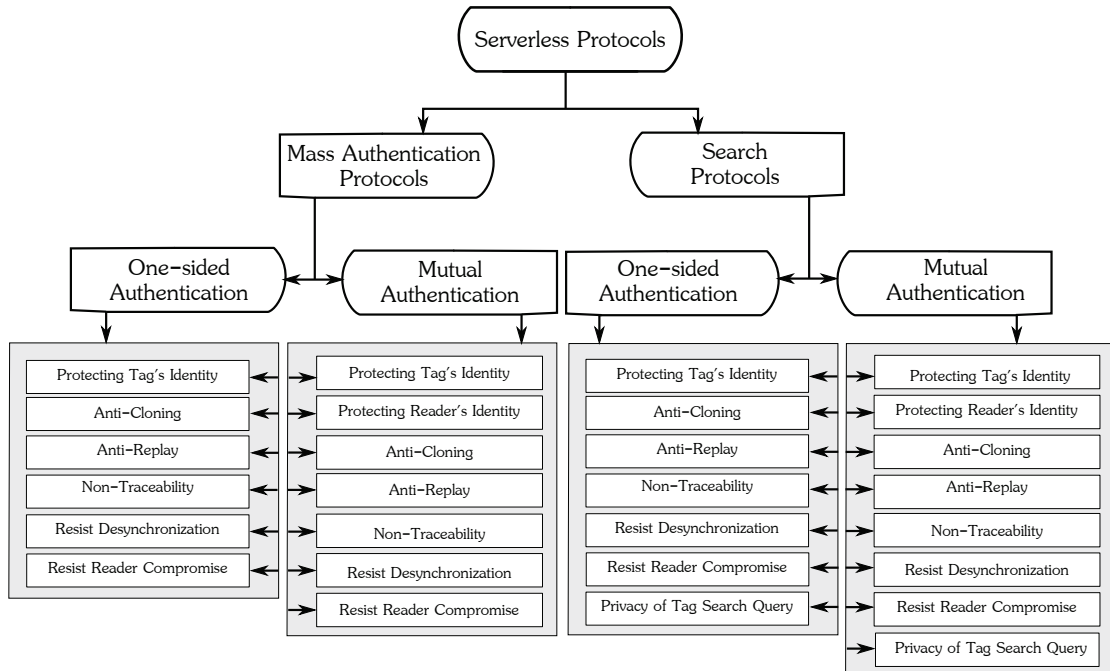 Serverless Protocols
Mass Authentication
Protocols
Search
Protocols
One-sided
Authentication
Mutual
Authentication
One-sided
Authentication
Mutual
Authentication
Protecting Tag's Identity
Anti-Cloning
Anti-Replay
Non-Traceability
Resist Desynchronization
Resist Reader Compromise
Protecting Tag's Identity
Protecting Reader's Identity
Anti-Cloning
Anti-Replay
Non-Traceability
Resist Desynchronization
Resist Reader Compromise
Protecting Tag's Identity
Anti-Cloning
Anti-Replay
Non-Traceability
Resist Desynchronization
Resist Reader Compromise
Privacy of Tag Search Query
Protecting Tag's Identity
Protecting Reader's Identity
Anti-Cloning
Anti-Replay
Non-Traceability
Resist Desynchronization
Resist Reader Compromise
Privacy of Tag Search Query